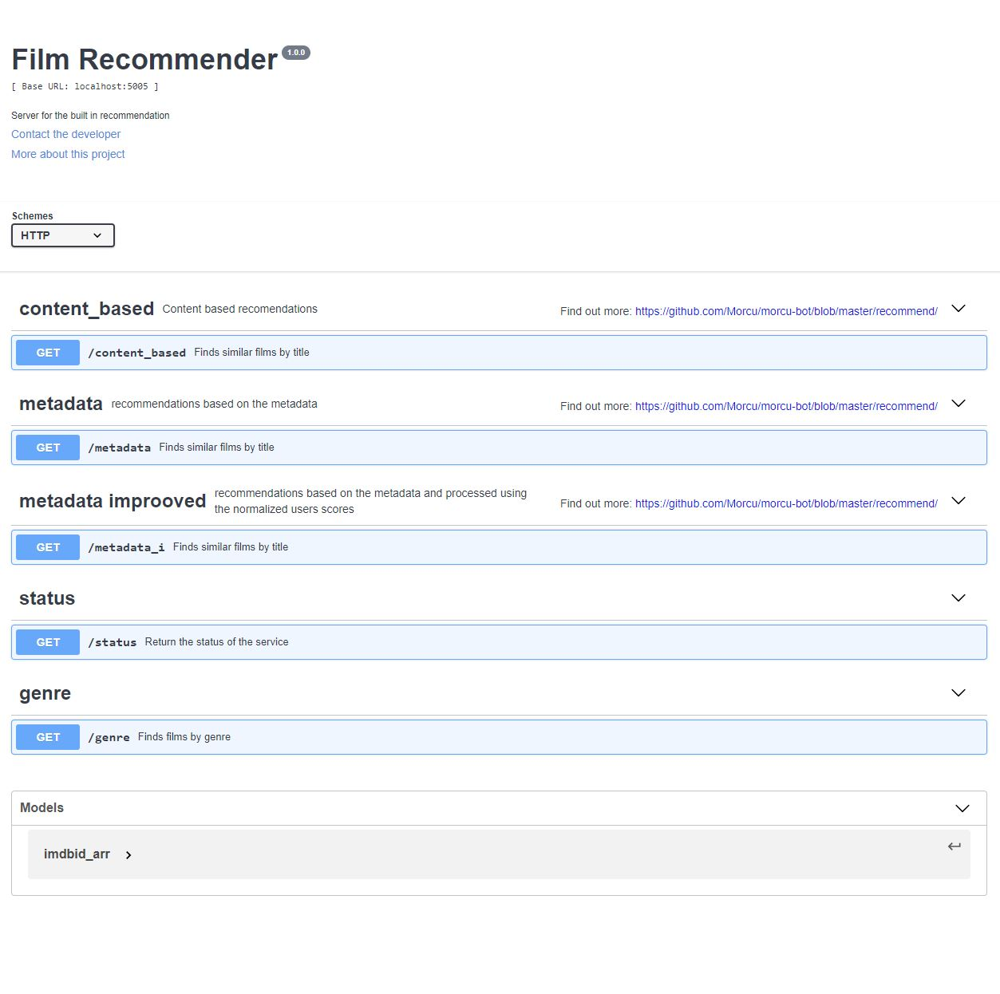 Film Recommender 1.0.0
[ Base URL: localhost:5005 ]
Server for the built in recommendation
Contact the developer
More about this project
Schemes
HTTP
content_based Content based recomendations Find out more: https://github.com/Morcu/morcu-bot/blob/master/recommend/
GET /content_based Finds similar films by title
metadata recommendations based on the metadata Find out more: https://github.com/Morcu/morcu-bot/blob/master/recommend/
GET /metadata Finds similar films by title
metadata improoved recommendations based on the metadata and processed using
the normalized users scores
Find out more: https://github.com/Morcu/morcu-bot/blob/master/recommend/
GET /metadata_i Finds similar films by title
status
GET /status Return the status of the service
genre
GET /genre Finds films by genre
Models
imdbid_arr